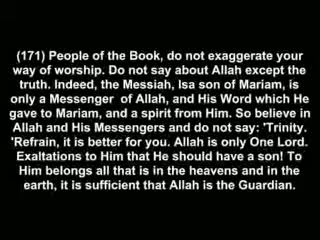 (171) People of the Book, do not exaggerate your
way of worship. Do not say about Allah except the
truth. Indeed, the Messiah, Isa son of Mariam, is
only a Messenger  of Allah, and His Word which He
gave to Mariam, and a spirit from Him. So believe in
Allah and His Messengers and do not say: 'Trinity.
'Refrain, it is better for you. Allah is only One Lord.
Exaltations to Him that He should have a son! To
Him belongs all that is in the heavens and in the
earth, it is sufficient that Allah is the Guardian.